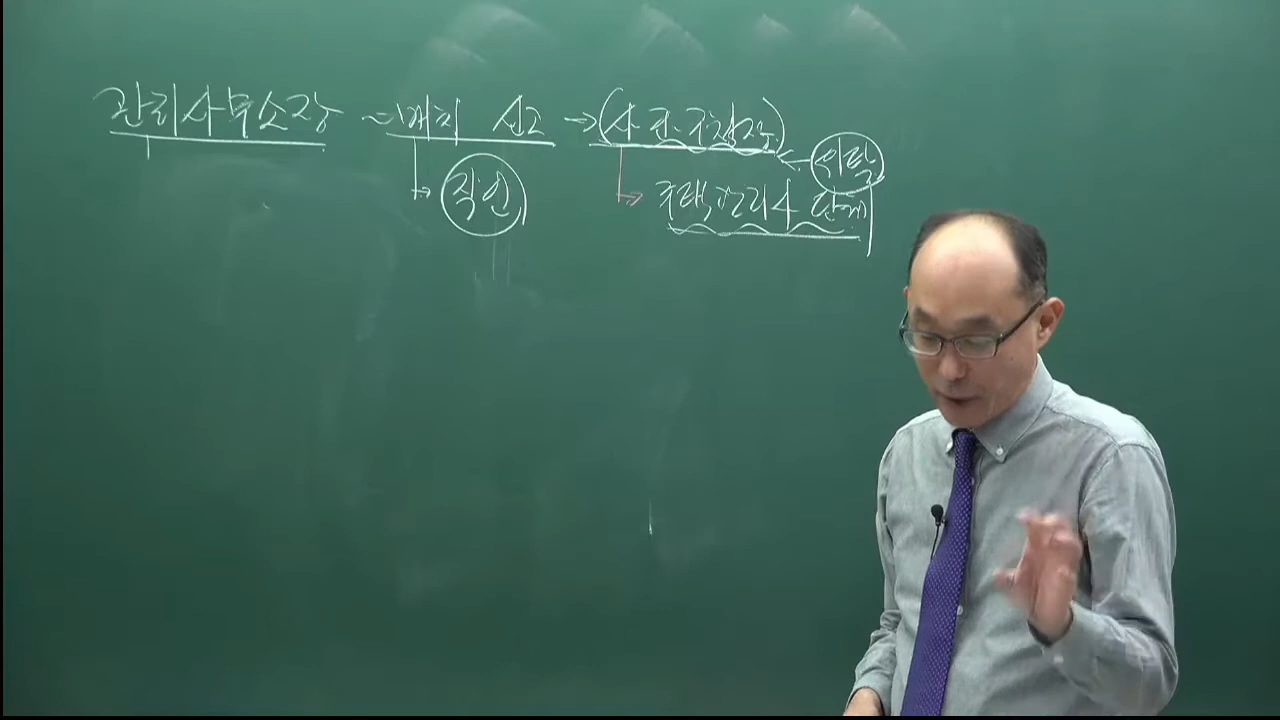 관리사무소장 ~ 배치 신고 → (시·군·구청장) ← 위탁
직인 주택관리사 단체